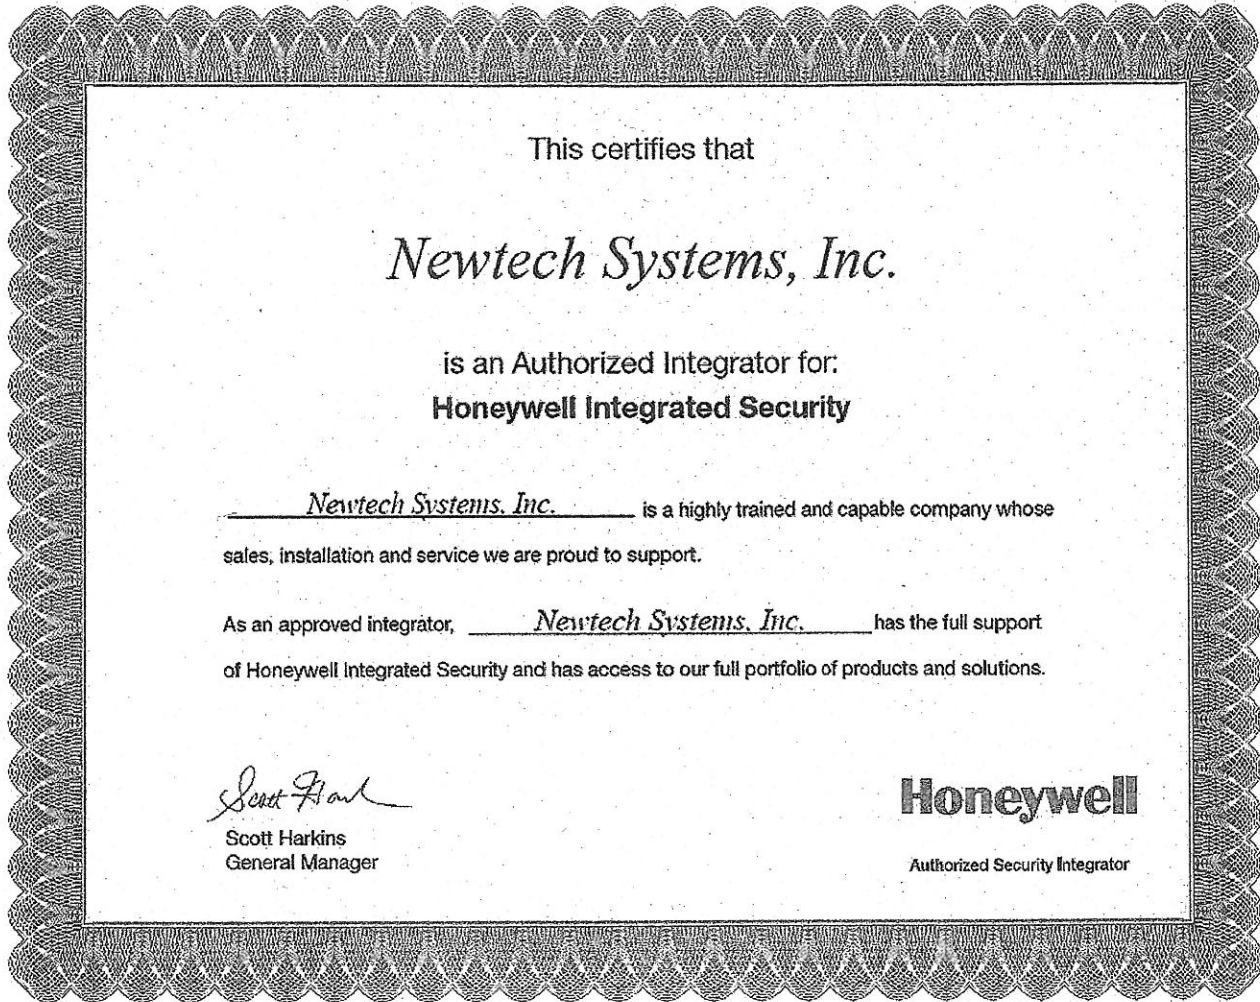 This certifies that
Newtech Systems, Inc.
is an Authorized Integrator for:
Honeywell Integrated Security
Newtech Systems, Inc. is a highly trained and capable company whose
sales, installation and service we are proud to support.
As an approved integrator, Newtech Systems, Inc. has the full support
of Honeywell Integrated Security and has access to our full portfolio of products and solutions.
Scott Hark
Scott Harkins
General Manager
Honeywell
Authorized Security Integrator